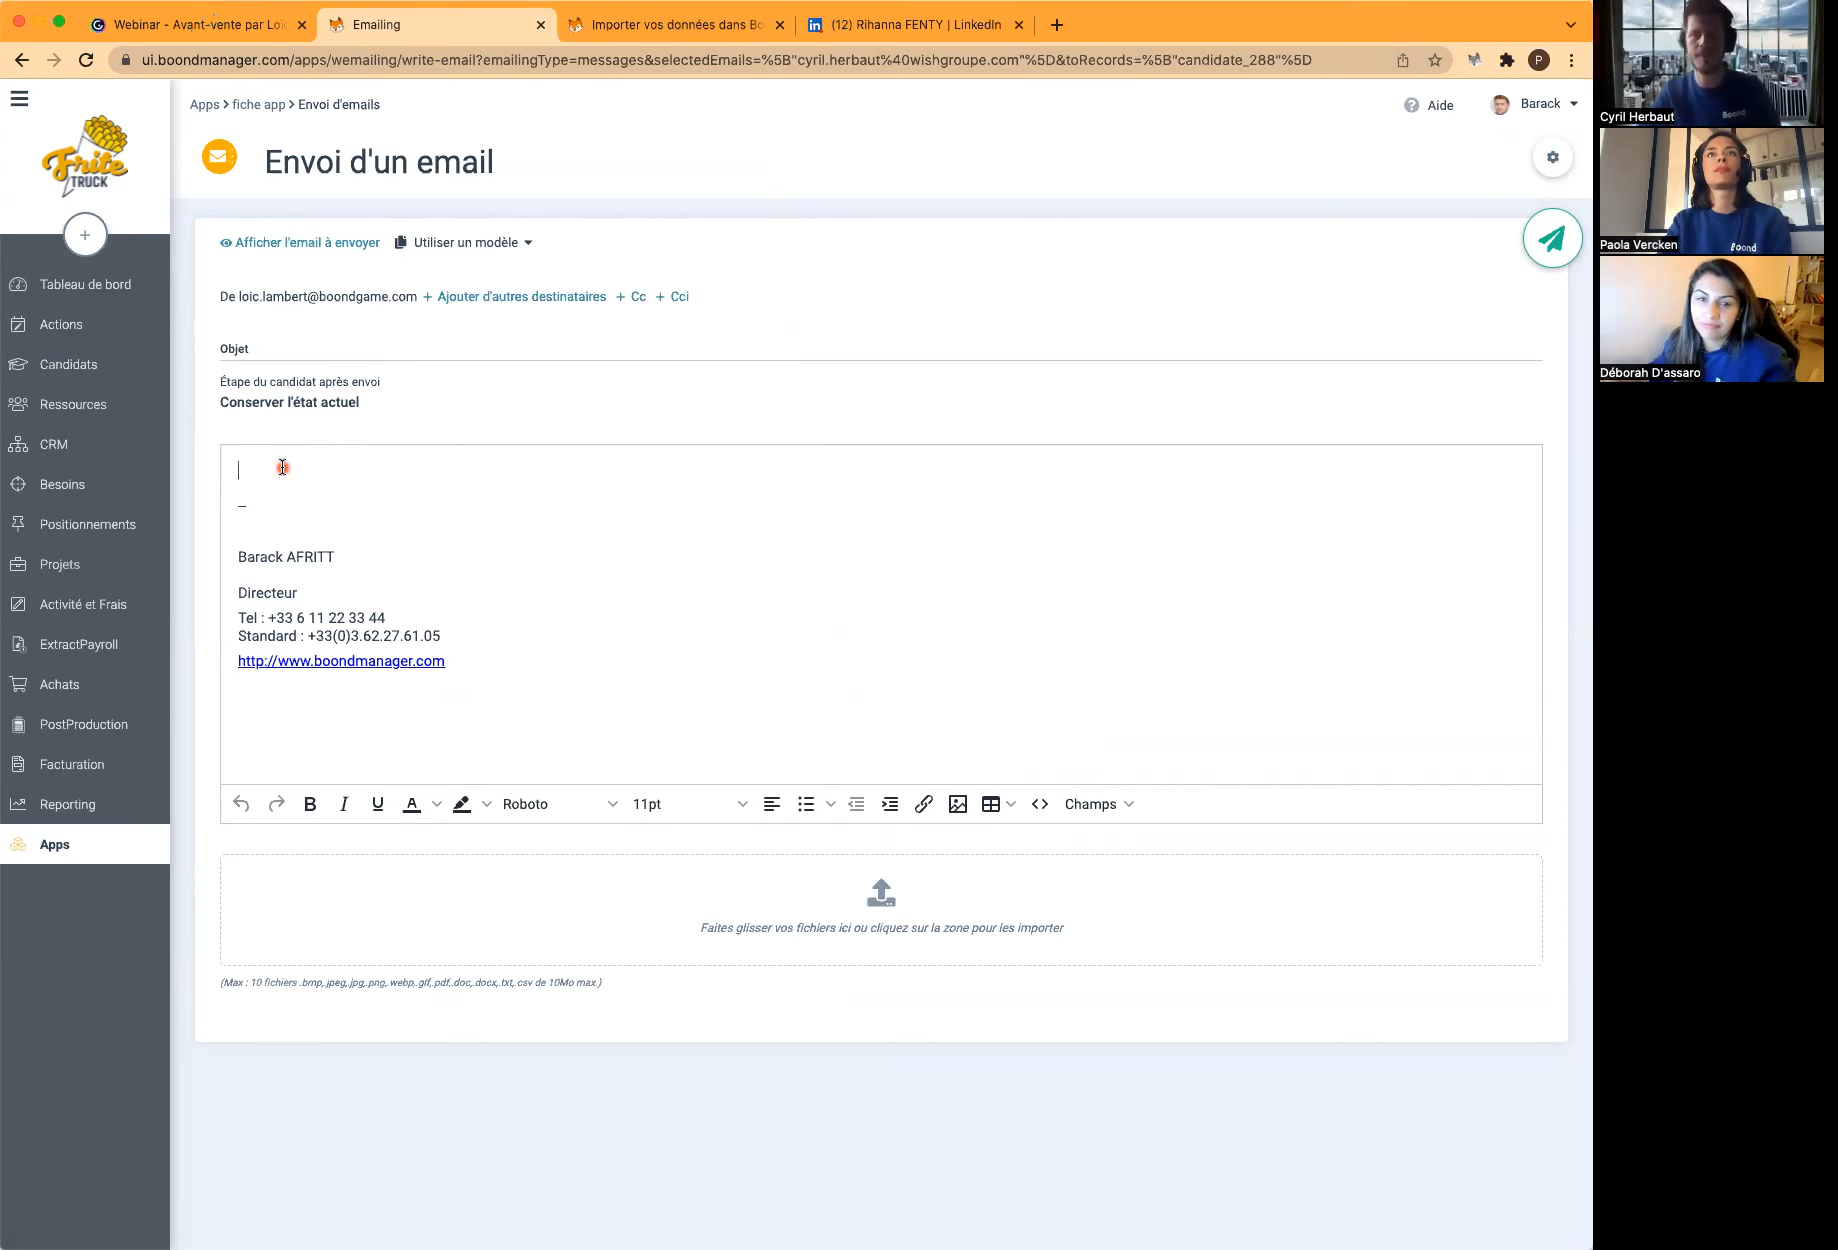 Webinar - Avant-vente par Loï
Emailing
Importer vos données dans Bo
(12) Rihanna FENTY | LinkedIn
ui.boondmanager.com/apps/wemailing/write-email?emailingType=messages&selectedEmails=%5B"cyril.herbaut%40wishgroupe.com"%5D&toRecords=%5B"candidate_288"%5D
P
Frite
TRUCK
Tableau de bord
Actions
Candidats
Ressources
CRM
Besoins
Positionnements
Projets
Activité et Frais
ExtractPayroll
Achats
PostProduction
Facturation
Reporting
Apps
Apps > fiche app > Envoi d'emails
Aide
Barack
Envoi d'un email
Afficher l'email à envoyer
Utiliser un modèle
De loic.lambert@boondgame.com + Ajouter d'autres destinataires + Cc + Cci
Objet
Étape du candidat après envoi
Conserver l'état actuel
–
Barack AFRITT
Directeur
Tel : +33 6 11 22 33 44
Standard : +33(0)3.62.27.61.05
http://www.boondmanager.com
B I U A Roboto 11pt Champs
Faites glisser vos fichiers ici ou cliquez sur la zone pour les importer
(Max : 10 fichiers .bmp,.jpeg,.jpg,.png,.webp,.gif,.pdf,.doc,.docx,.txt,.csv de 10Mo max.)
Boond
Cyril Herbaut
Boond
Paola Vercken
Déborah D'assaro